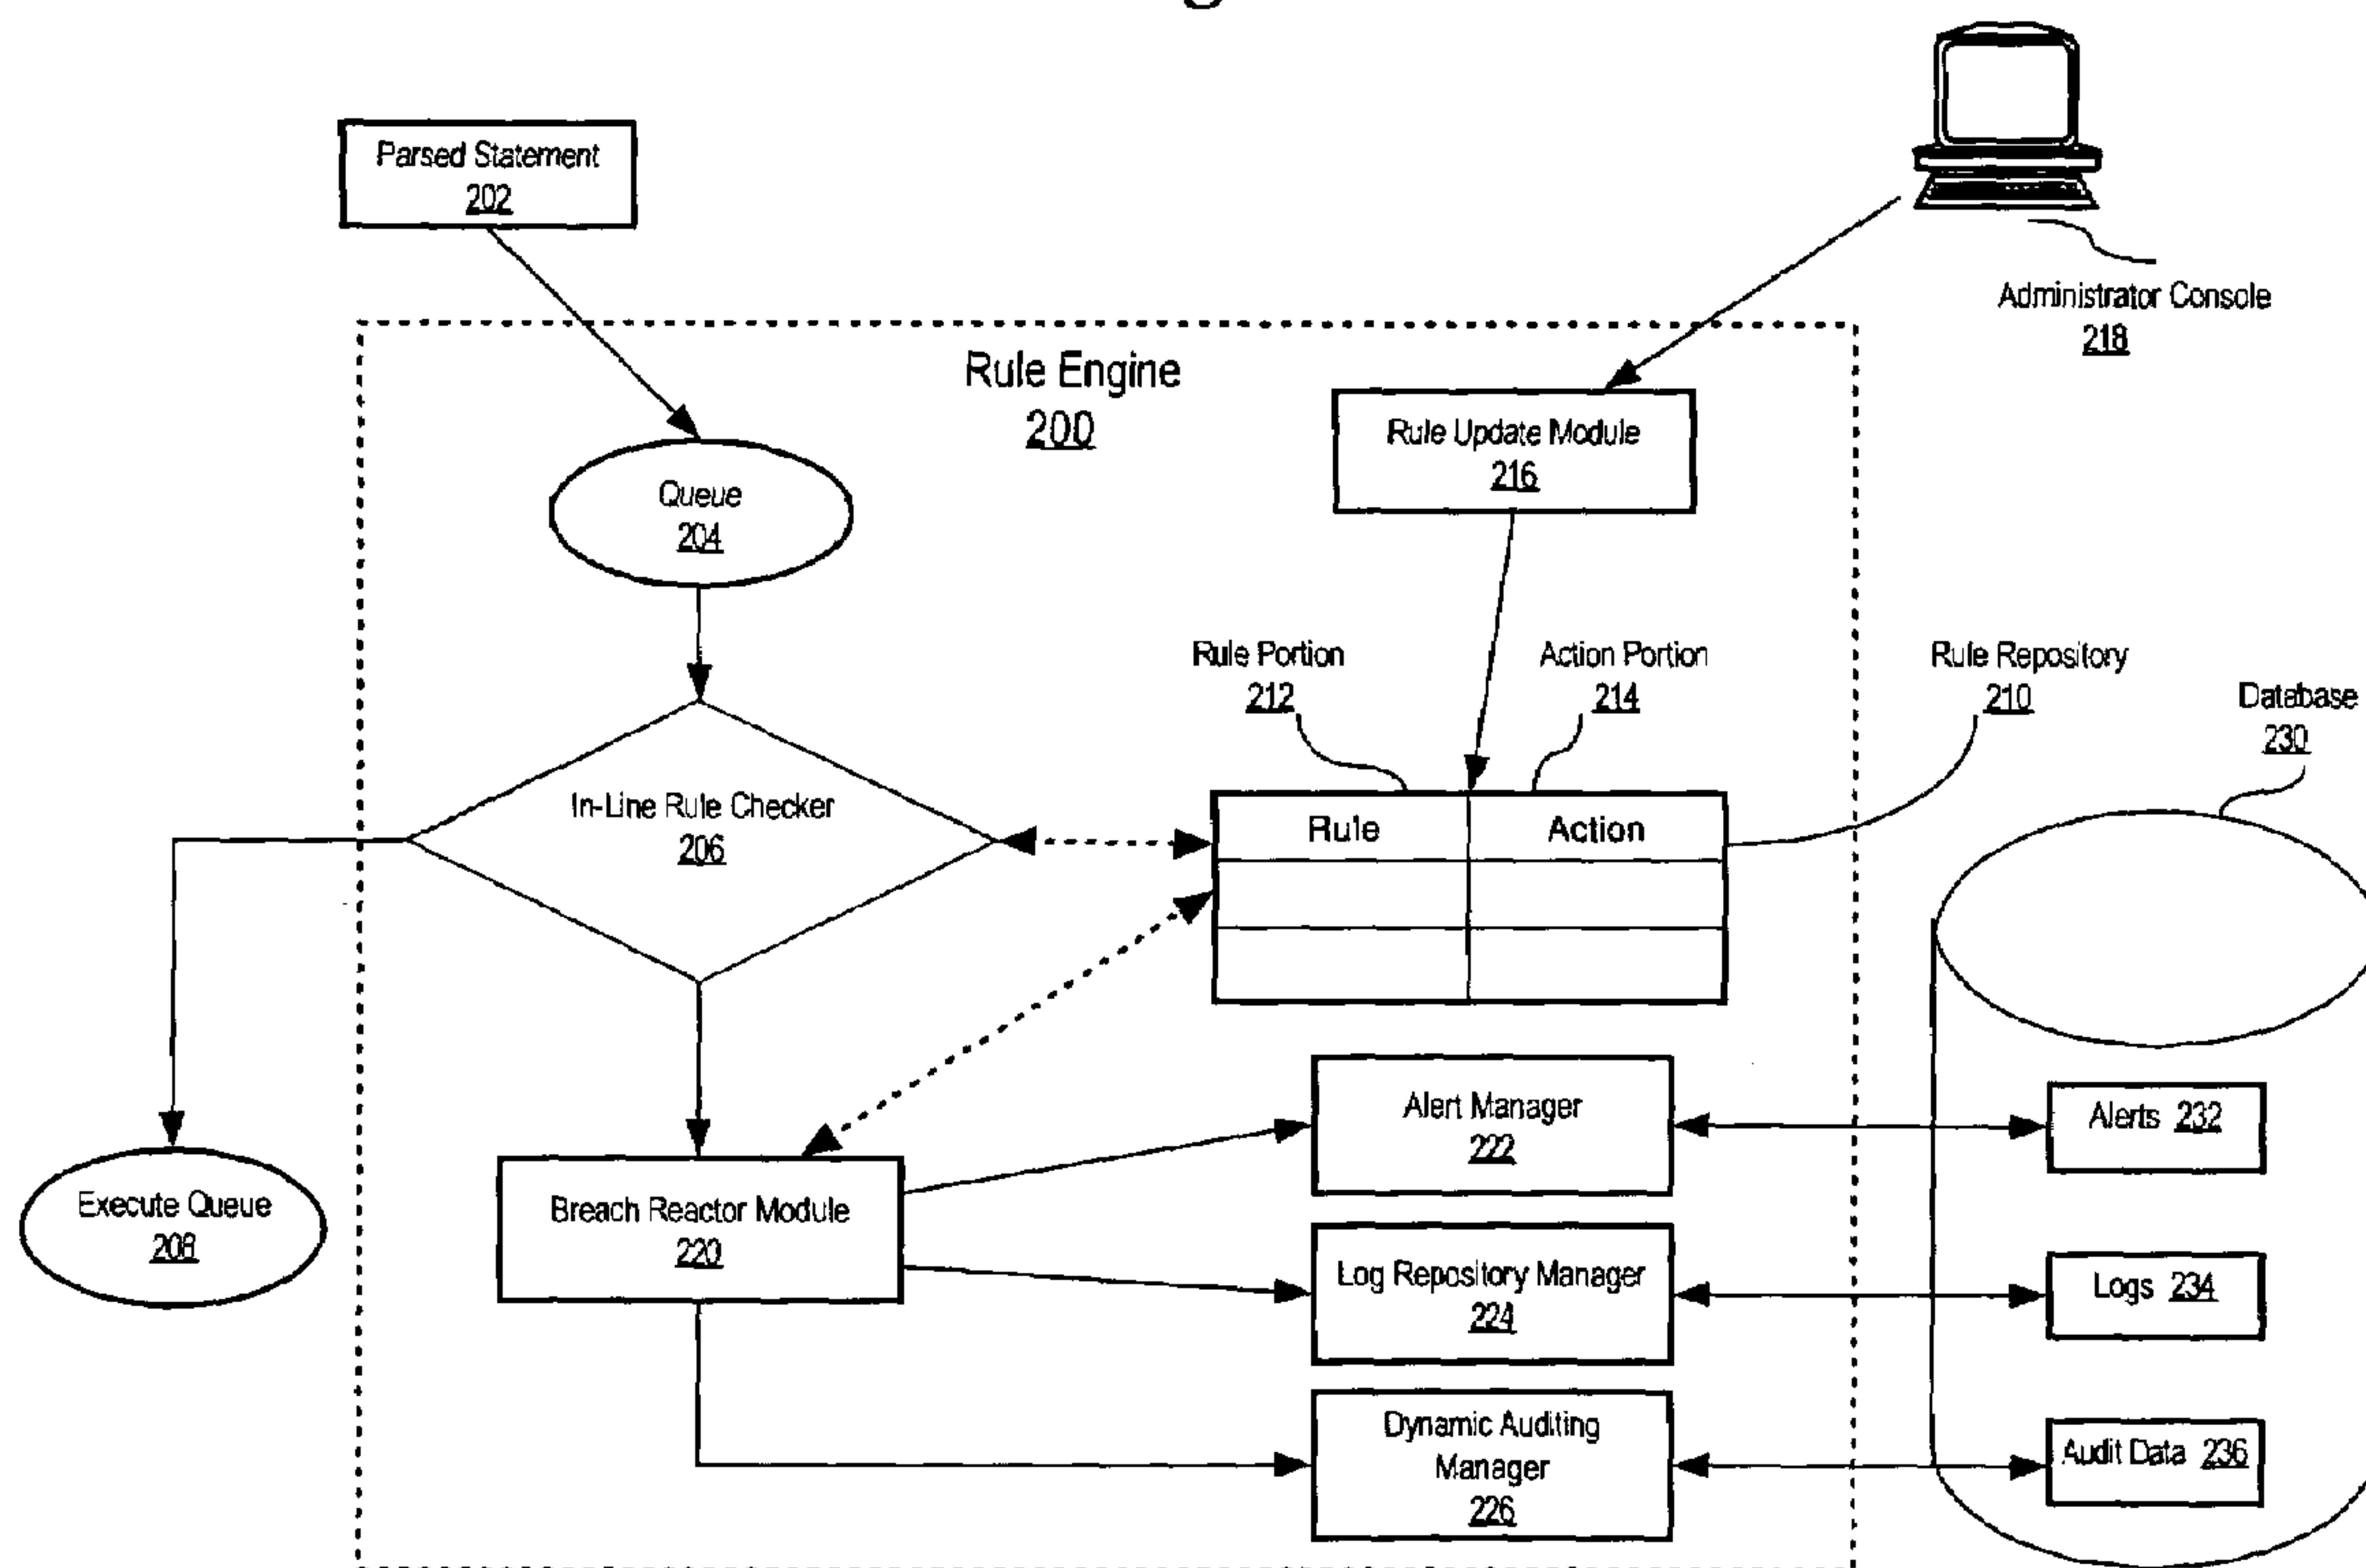 Parsed Statement
202
Administrator Console
218
Rule Engine
200
Rule Update Module
216
Queue
204
Rule Portion
212
Action Portion
214
Rule Repository
210
Database
230
In-Line Rule Checker
206
Rule Action
Alert Manager
222
Alerts 232
Execute Queue
208
Breach Reactor Module
220
Log Repository Manager
224
Logs 234
Dynamic Auditing
Manager
226
Audit Data 236